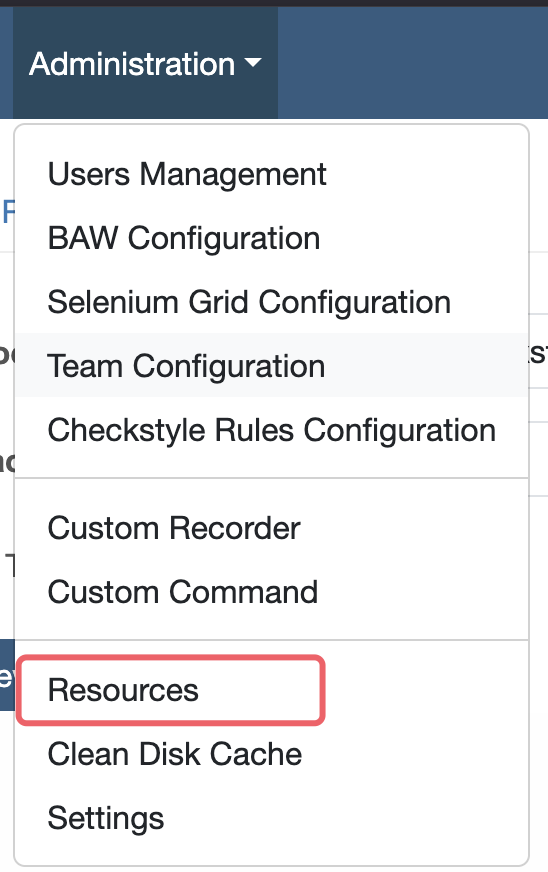 Administration
Users Management
BAW Configuration
Selenium Grid Configuration
Team Configuration
Checkstyle Rules Configuration
Custom Recorder
Custom Command
Resources
Clean Disk Cache
Settings